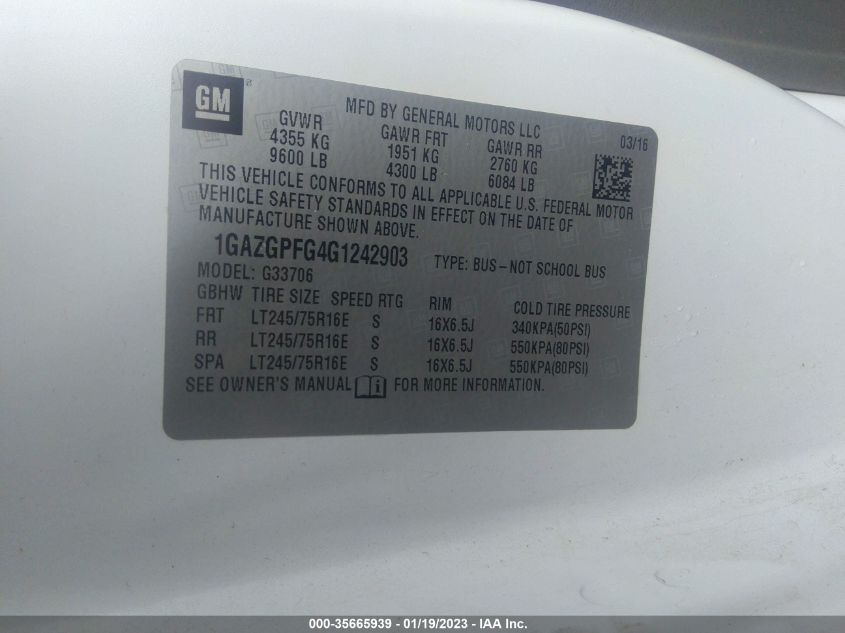 GM ®
MFD BY GENERAL MOTORS LLC
GVWR GAWR FRT GAWR RR 03/16
4355 KG 1951 KG 2760 KG
9600 LB 4300 LB 6084 LB
THIS VEHICLE CONFORMS TO ALL APPLICABLE U.S. FEDERAL MOTOR
VEHICLE SAFETY STANDARDS IN EFFECT ON THE DATE OF
MANUFACTURE SHOWN ABOVE.
1GAZGPFG4G1242903 TYPE: BUS-NOT SCHOOL BUS
MODEL: G33706
GBHW TIRE SIZE SPEED RTG RIM COLD TIRE PRESSURE
FRT LT245/75R16E S 16X6.5J 340KPA(50PSI)
RR LT245/75R16E S 16X6.5J 550KPA(80PSI)
SPA LT245/75R16E S 16X6.5J 550KPA(80PSI)
SEE OWNER'S MANUAL i FOR MORE INFORMATION.
000-35665939 - 01/19/2023 - IAA Inc.